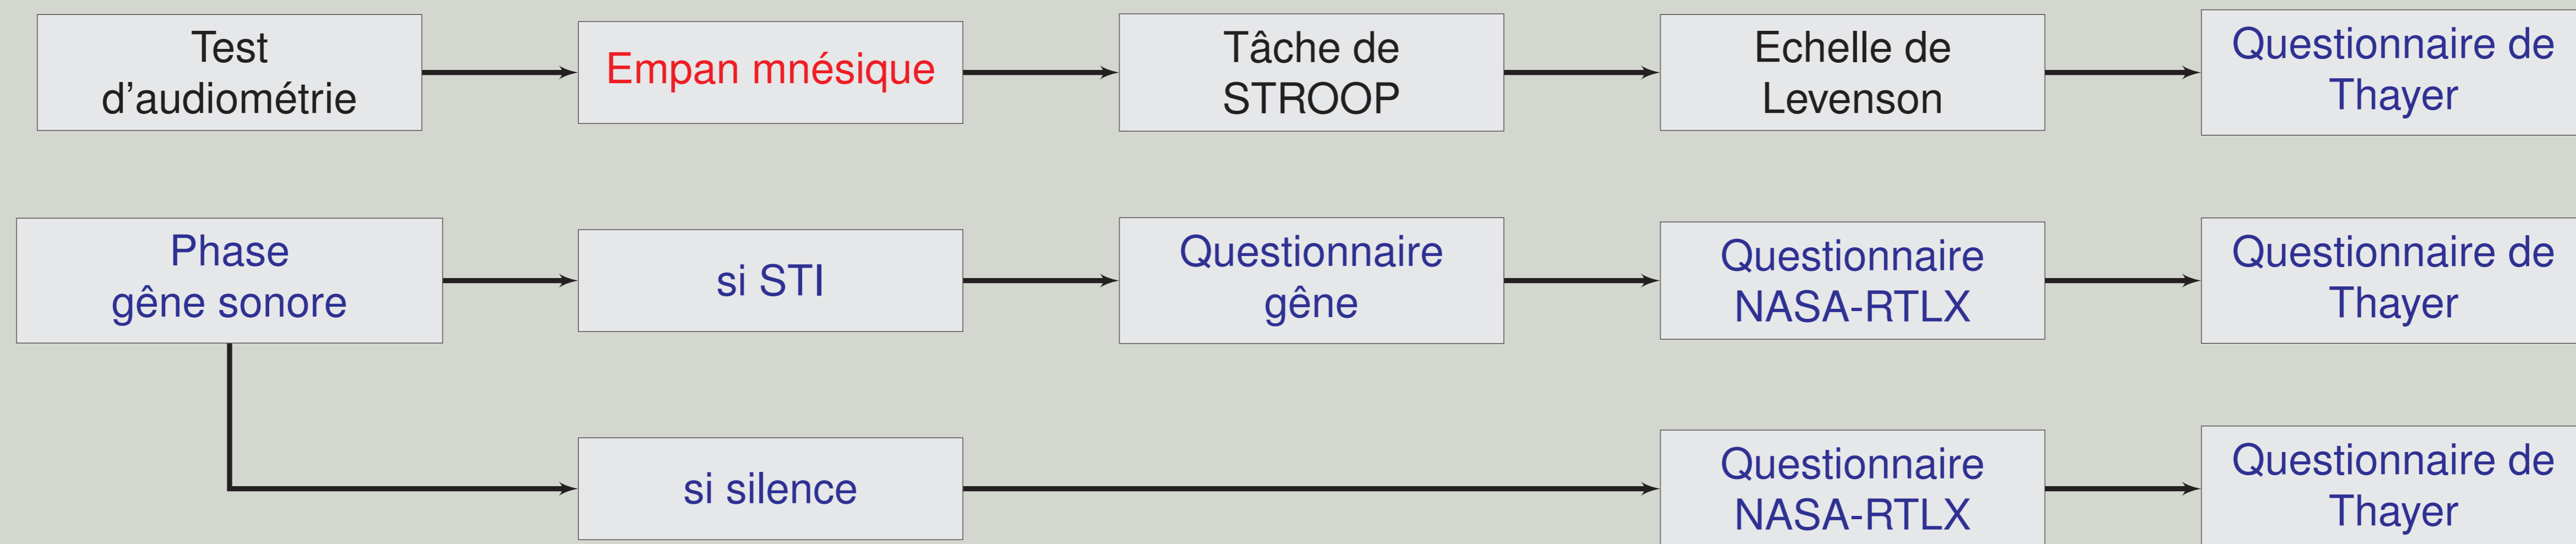 Test
d'audiométrie
Empan mnésique
Tâche de
STROOP
Echelle de
Levenson
Questionnaire de
Thayer
Phase
gêne sonore
si STI
Questionnaire
gêne
Questionnaire
NASA-RTLX
Questionnaire de
Thayer
si silence
Questionnaire
NASA-RTLX
Questionnaire de
Thayer